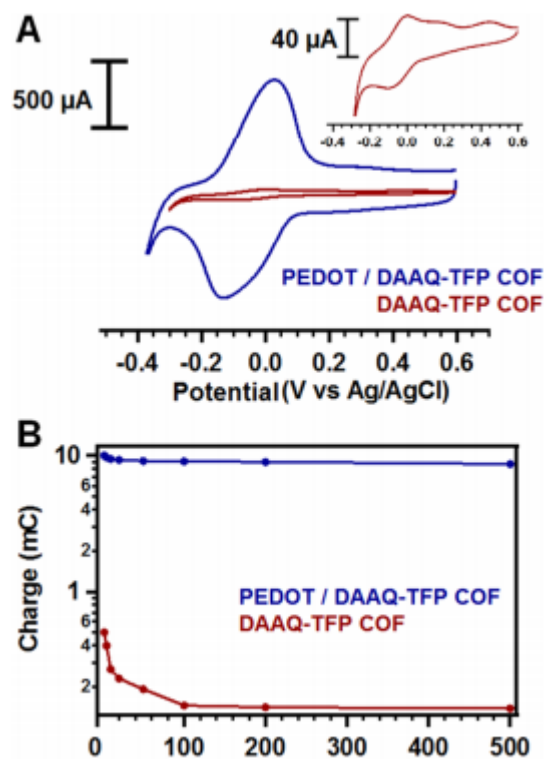 A
40 µA
500 µA
-0.4 -0.2 0.0 0.2 0.4 0.6
PEDOT / DAAQ-TFP COF
DAAQ-TFP COF
-0.4 -0.2 0.0 0.2 0.4 0.6
Potential (V vs Ag/AgCl)
B
Charge (mC)
10
6
4
2
1
6
4
2
PEDOT / DAAQ-TFP COF
DAAQ-TFP COF
0 100 200 300 400 500